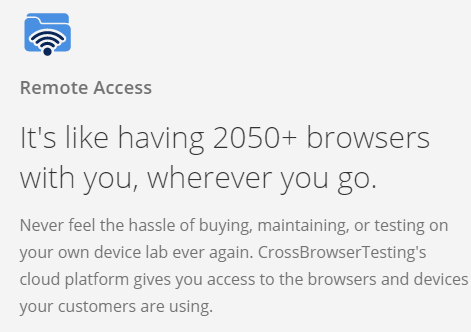 Remote Access
It's like having 2050+ browsers
with you, wherever you go.
Never feel the hassle of buying, maintaining, or testing on
your own device lab ever again. CrossBrowserTesting's
cloud platform gives you access to the browsers and devices
your customers are using.